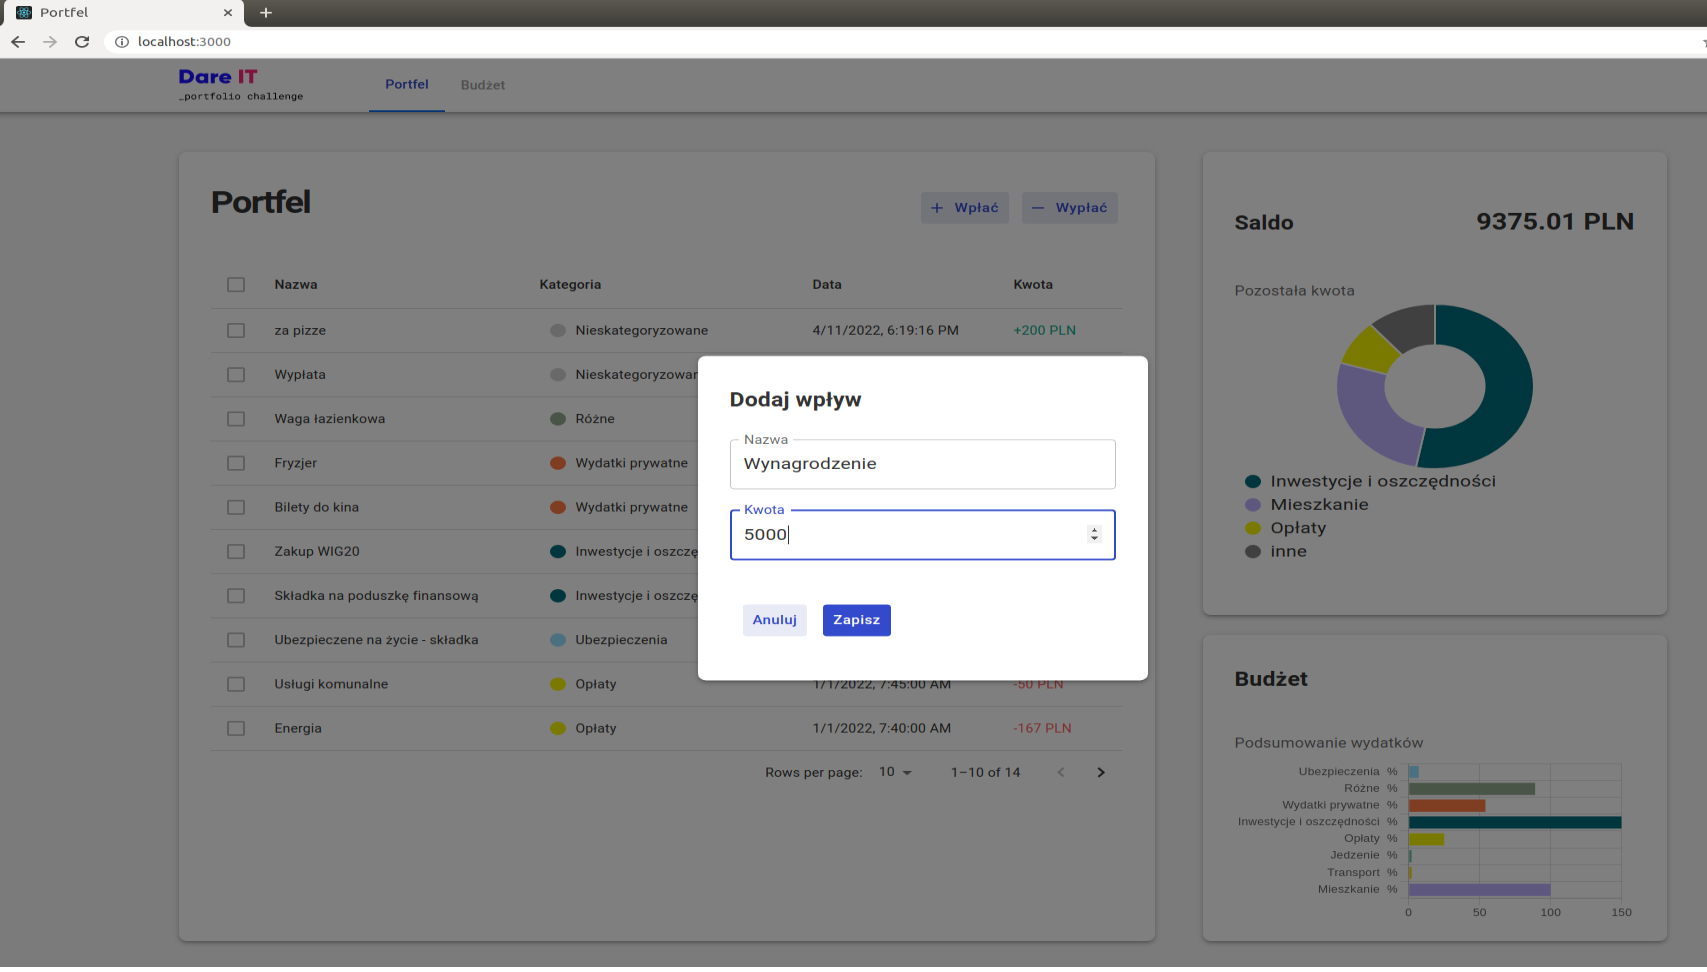 Portfel
localhost:3000
Dare IT
_portfolio challenge
Portfel
Budżet
Portfel
+ Wpłać
− Wypłać
Nazwa Kategoria Data Kwota
za pizze Nieskategoryzowane 4/11/2022, 6:19:16 PM +200 PLN
Wypłata Nieskategoryzowan
Waga łazienkowa Różne
Fryzjer Wydatki prywatne
Bilety do kina Wydatki prywatne
Zakup WIG20 Inwestycje i oszczę
Składka na poduszkę finansową Inwestycje i oszczę
Ubezpieczene na życie - składka Ubezpieczenia
Usługi komunalne Opłaty 1/1/2022, 7:45:00 AM -50 PLN
Energia Opłaty 1/1/2022, 7:40:00 AM -167 PLN
Rows per page: 10 1–10 of 14
Dodaj wpływ
Nazwa
Wynagrodzenie
Kwota
5000
Anuluj
Zapisz
Saldo 9375.01 PLN
Pozostała kwota
Inwestycje i oszczędności
Mieszkanie
Opłaty
inne
Budżet
Podsumowanie wydatków
Ubezpieczenia %
Różne %
Wydatki prywatne %
Inwestycje i oszczędności %
Opłaty %
Jedzenie %
Transport %
Mieszkanie %
0 50 100 150